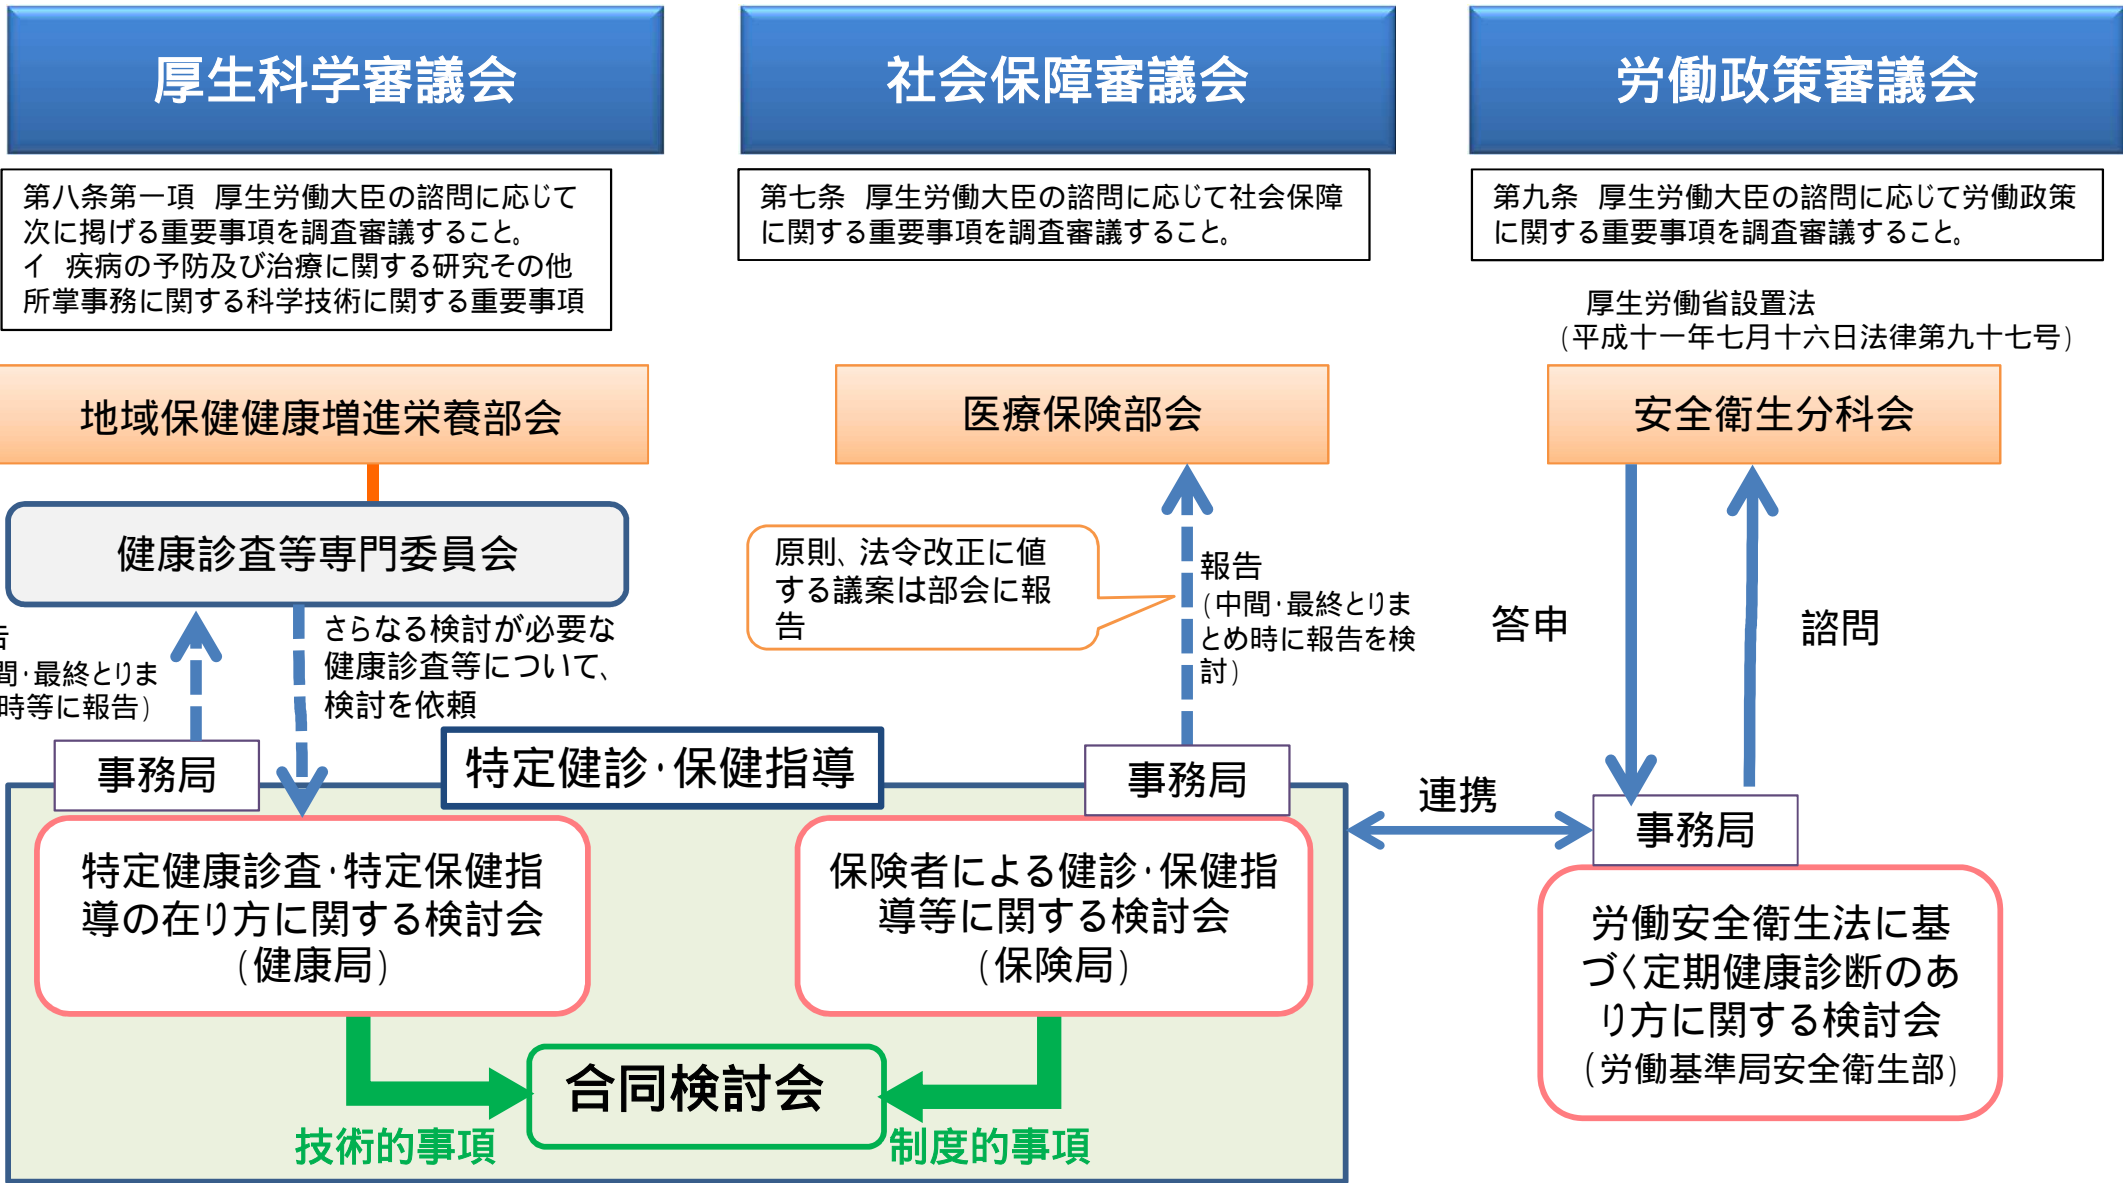 厚生科学審議会
社会保障審議会
労働政策審議会
第八条第一項 厚生労働大臣の諮問に応じて
次に掲げる重要事項を調査審議すること。
イ 疾病の予防及び治療に関する研究その他
所掌事務に関する科学技術に関する重要事項
第七条 厚生労働大臣の諮問に応じて社会保障
に関する重要事項を調査審議すること。
第九条 厚生労働大臣の諮問に応じて労働政策
に関する重要事項を調査審議すること。
厚生労働省設置法
(平成十一年七月十六日法律第九十七号)
地域保健健康増進栄養部会
医療保険部会
安全衛生分科会
健康診査等専門委員会
告
間・最終とりま
時等に報告)
さらなる検討が必要な
健康診査等について、
検討を依頼
原則、法令改正に値
する議案は部会に報
告
報告
(中間・最終とりま
とめ時に報告を検
討)
答申
諮問
事務局
特定健診・保健指導
事務局
連携
事務局
特定健康診査・特定保健指
導の在り方に関する検討会
(健康局)
保険者による健診・保健指
導等に関する検討会
(保険局)
労働安全衛生法に基
づく定期健康診断のあ
り方に関する検討会
(労働基準局安全衛生部)
合同検討会
技術的事項
制度的事項